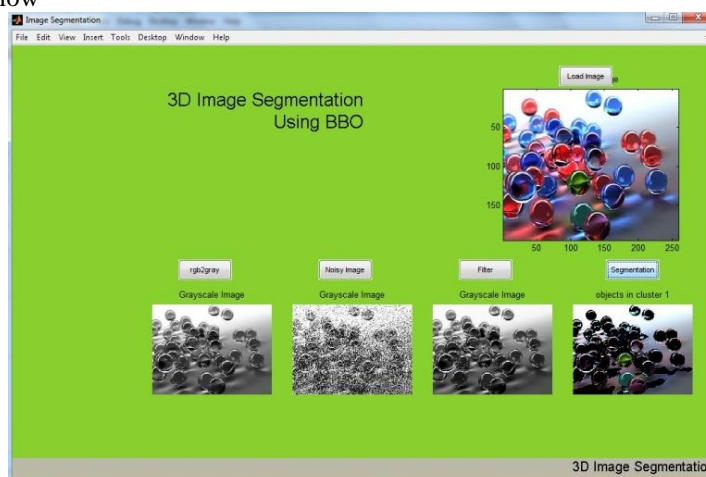 low
Image Segmentation
File Edit View Insert Tools Desktop Window Help
Load Image
3D Image Segmentation
Using BBO
50
100
150
50 100 150 200 250
rgb2gray
Noisy Image
Filter
Segmentation
Grayscale Image
Grayscale Image
Grayscale Image
objects in cluster 1
3D Image Segmentatio